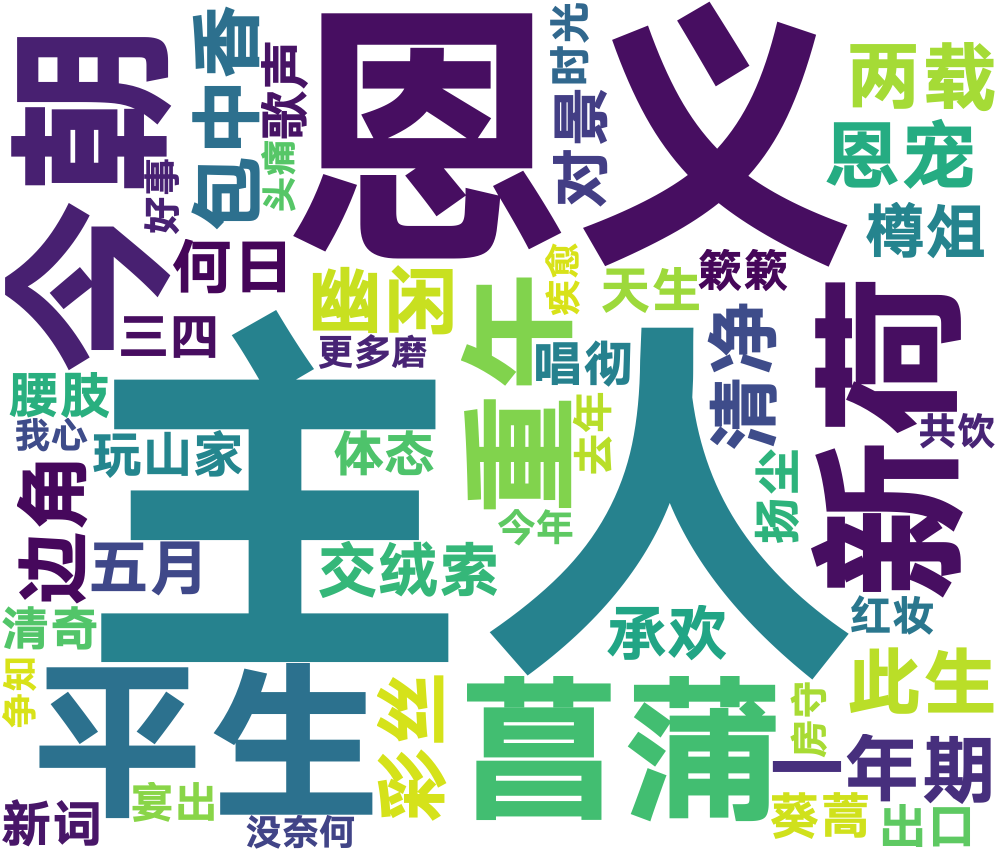 今朝
恩义
主人
平生
菖蒲
新荷
重午
包中香
歌声
头痛
好事
何日
三四
时光
对景
两载
恩宠
樽俎
幽闲
疾愈
天生
簌簌
更多磨
唱彻
清净
腰肢
我心
玩山家
体态
去年
共饮
边角
五月
交绒索
今年
扬尘
清奇
承欢
红妆
争知
彩丝
房守
此生
一年期
新词
宴出
没奈何
葵蒿
出口